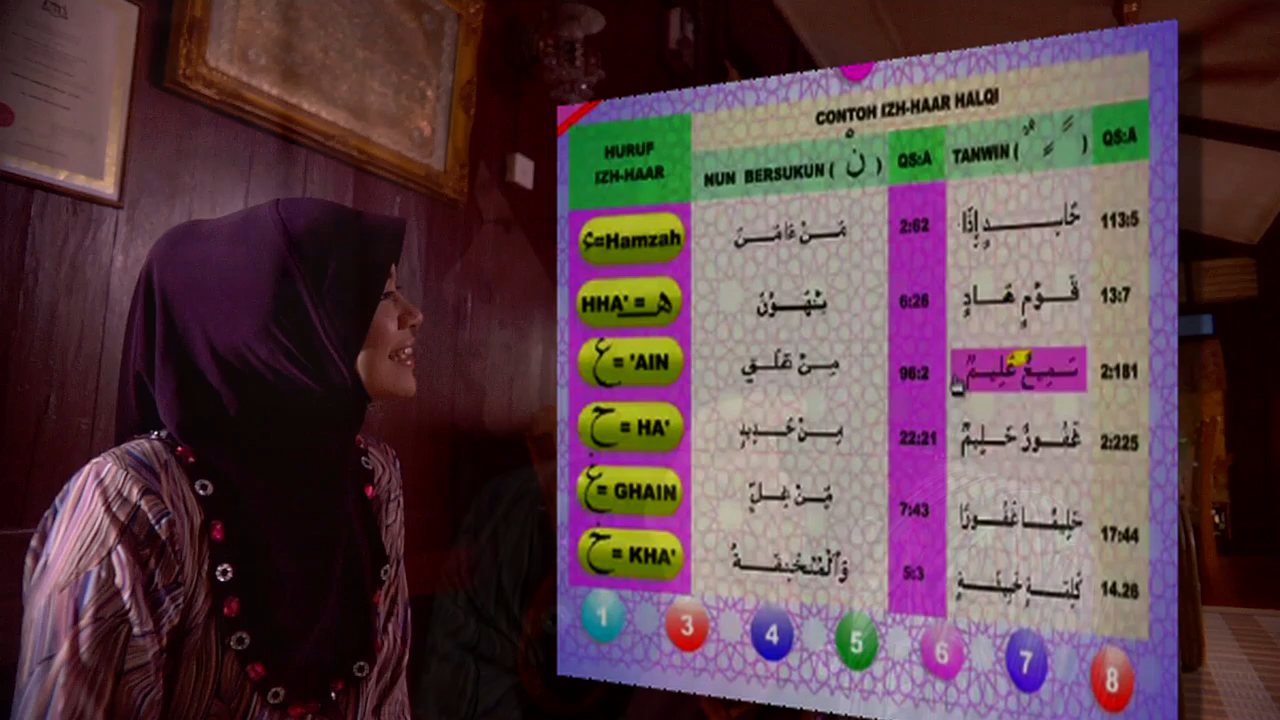 CONTOH IZH-HAAR HALQI
HURUF IZH-HAAR
NUN BERSUKUN ( نْ )
QS:A
TANWIN ( ـٌ ـً ـٍ )
QS:A
ء=Hamzah
مَنْ ءَامَنَ
2:62
حَاسِدٍ إِذَا
113:5
HHA' = هـ
يَنْهَوْنَ
6:26
قَوْمٍ هَادٍ
13:7
ع = 'AIN
مِنْ عَلَقٍ
96:2
سَمِيعٌ عَلِيمٌ
2:181
ح = HA'
مِنْ حَدِيدٍ
22:21
غَفُورٌ حَلِيمٌ
2:225
غ = GHAIN
مِنْ غِلٍّ
7:43
حَلِيمًا غَفُورًا
17:44
خ = KHA'
وَٱلْمُنْخَنِقَةُ
5:3
كَلِمَةٍ خَبِيثَةٍ
14.26
1
3
4
5
6
7
8